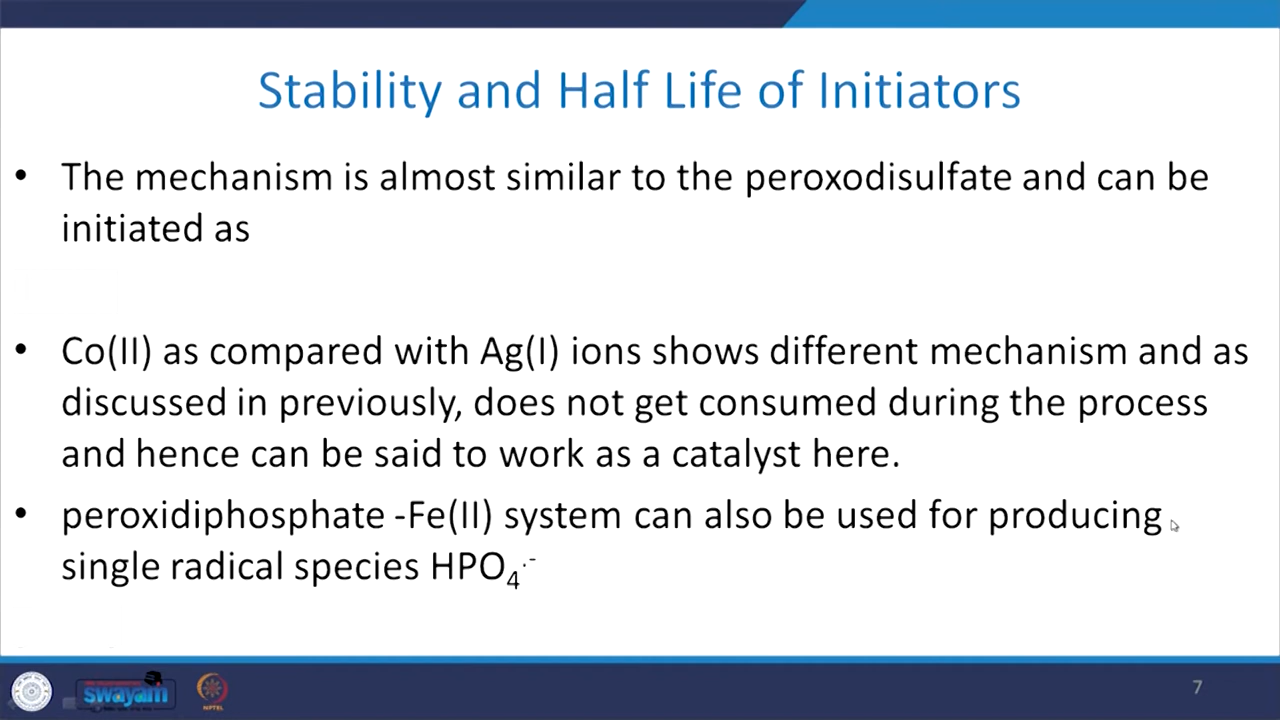 Stability and Half Life of Initiators
• The mechanism is almost similar to the peroxodisulfate and can be
initiated as
• Co(II) as compared with Ag(I) ions shows different mechanism and as
discussed in previously, does not get consumed during the process
and hence can be said to work as a catalyst here.
• peroxidiphosphate -Fe(II) system can also be used for producing
single radical species HPO₄·⁻
swayam
NPTEL
7